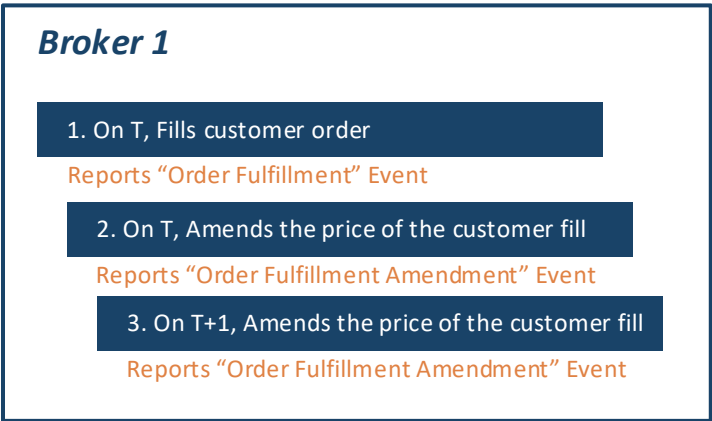 Broker 1
1. On T, Fills customer order
Reports “Order Fulfillment” Event
2. On T, Amends the price of the customer fill
Reports “Order Fulfillment Amendment” Event
3. On T+1, Amends the price of the customer fill
Reports “Order Fulfillment Amendment” Event